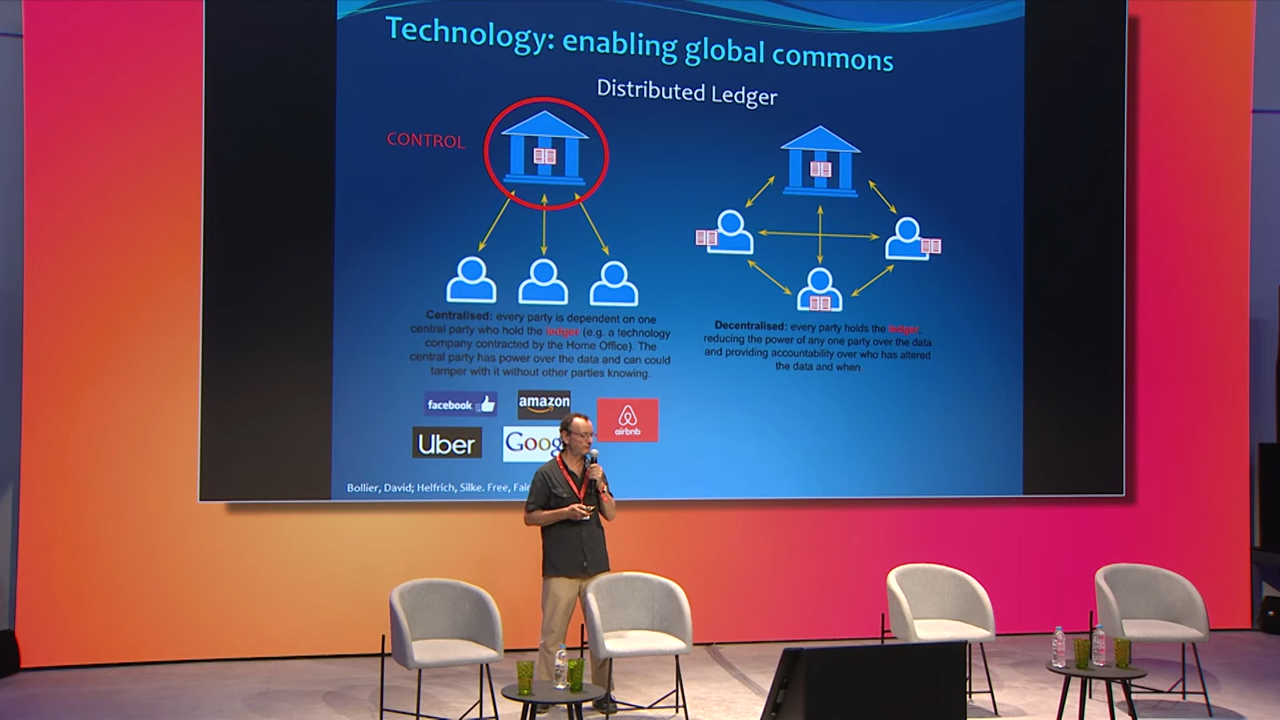 Technology: enabling global commons
Distributed Ledger
CONTROL
Centralised: every party is dependent on one
central party who hold the ledger (e.g. a technology
company contracted by the Home Office). The
central party has power over the data and can could
tamper with it without other parties knowing.
Decentralised: every party holds the ledger,
reducing the power of any one party over the data
and providing accountability over who has altered
the data and when
facebook
amazon
airbnb
Uber
Goog
Bollier, David; Helfrich, Silke. Free, Fair